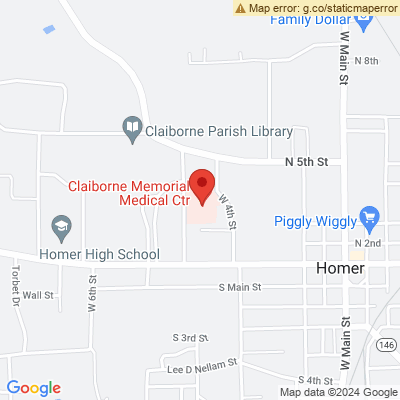 Map error: g.co/staticmaperror
Family Dollar
W Main St
N 8th
Claiborne Parish Library
N 5th St
Claiborne Memorial
Medical Ctr
W 4th St
Piggly Wiggly
N 2nd
Homer High School
Homer
Torbet Dr
Wall St
W 6th St
S Main St
S 3rd St
W Main St
146
Lee D Nellam St
S 4th St
Google
Map data ©2024 Google